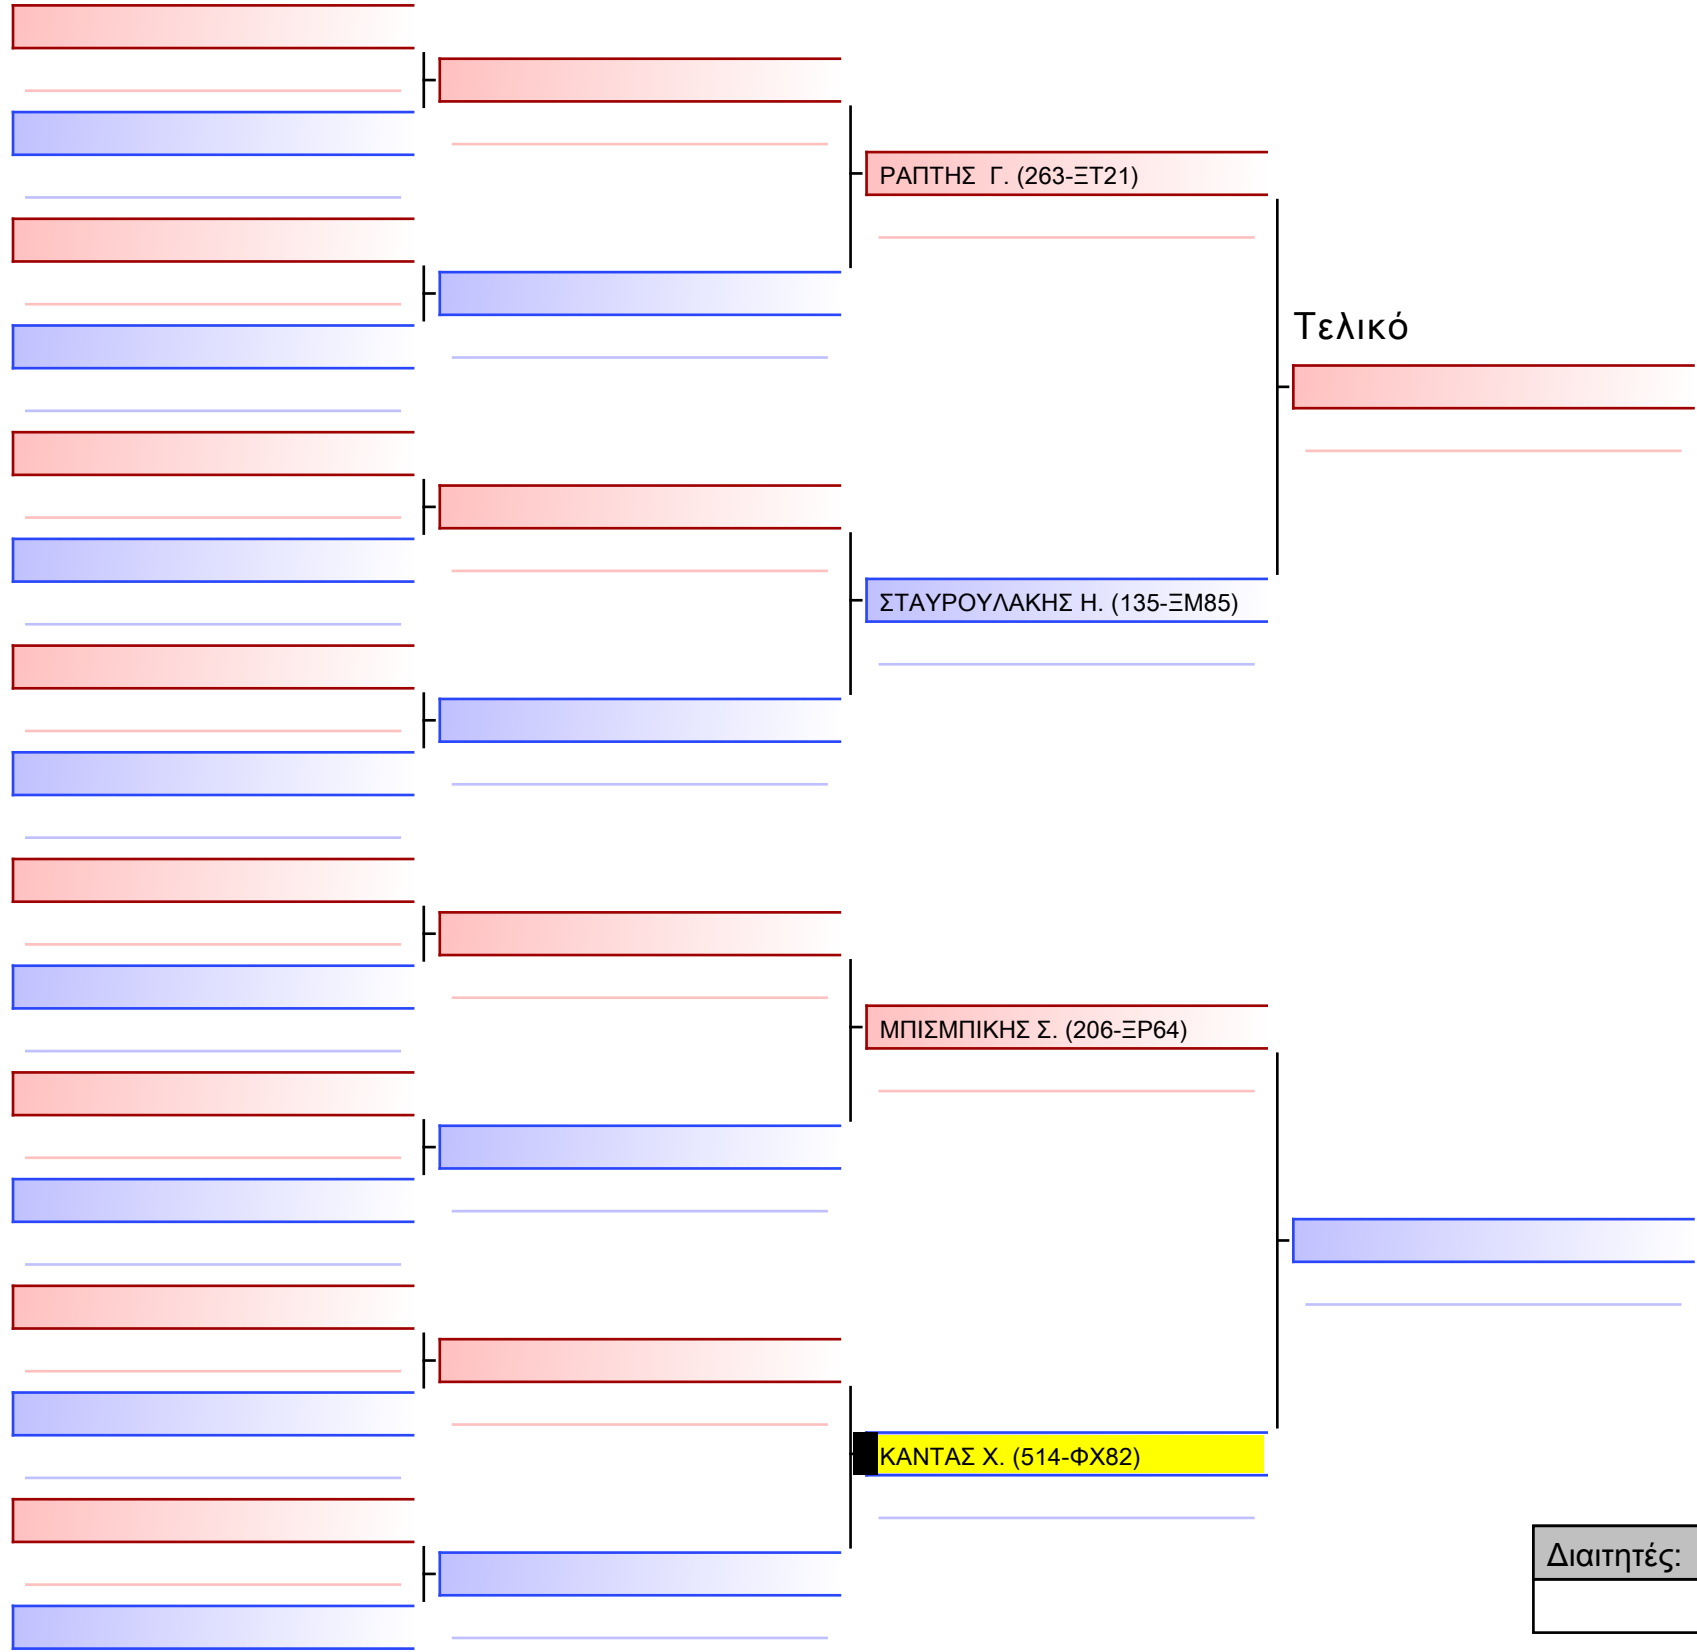 ΡΑΠΤΗΣ  Γ. (263-ΞΤ21)
Τελικό
ΣΤΑΥΡΟΥΛΑΚΗΣ Η. (135-ΞΜ85)
ΜΠΙΣΜΠΙΚΗΣ Σ. (206-ΞΡ64)
ΚΑΝΤΑΣ Χ. (514-ΦΧ82)
Διαιτητές: